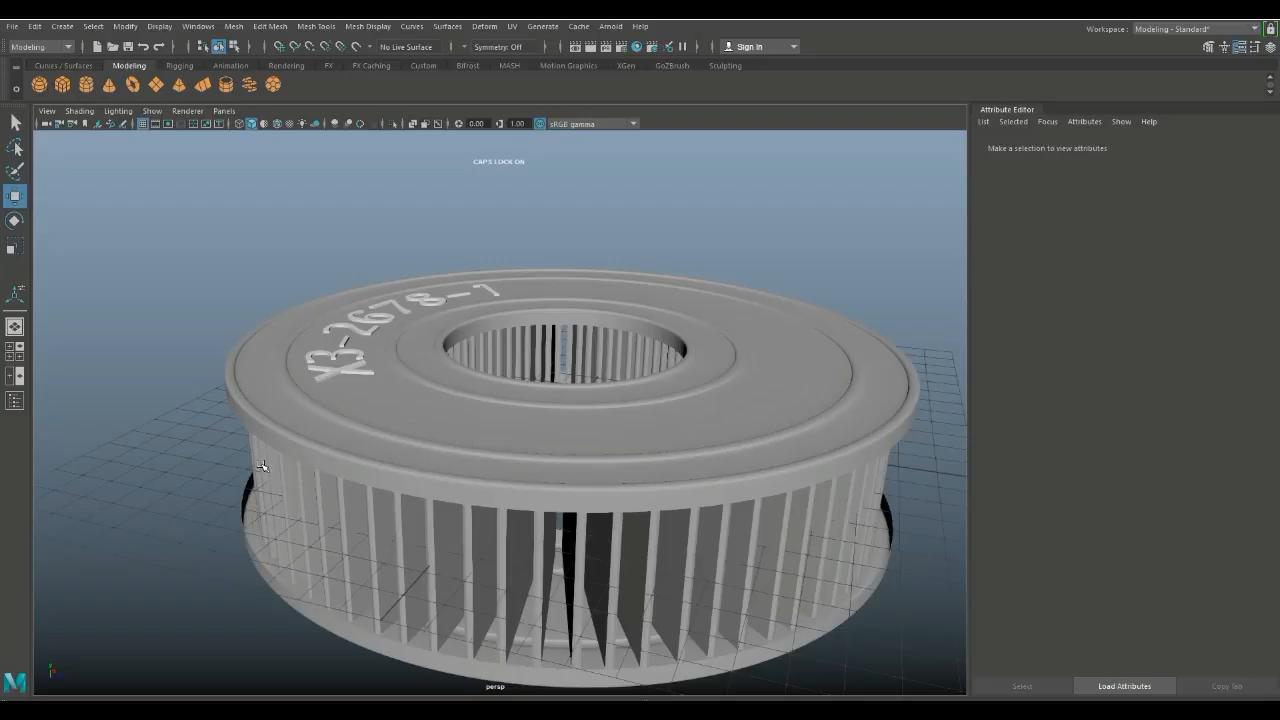 File Edit Create Select Modify Display Windows Mesh Edit Mesh Mesh Tools Mesh Display Curves Surfaces Deform UV Generate Cache Arnold Help
Workspace : Modeling - Standard*
Modeling No Live Surface Symmetry: Off Sign In
Curves / Surfaces Modeling Rigging Animation Rendering FX FX Caching Custom Bifrost MASH Motion Graphics XGen GoZBrush Sculpting
View Shading Lighting Show Renderer Panels
0.00 1.00 sRGB gamma
Attribute Editor
List Selected Focus Attributes Show Help
Make a selection to view attributes
CAPS LOCK ON
X3-2678-7
persp
Select Load Attributes Copy Tab